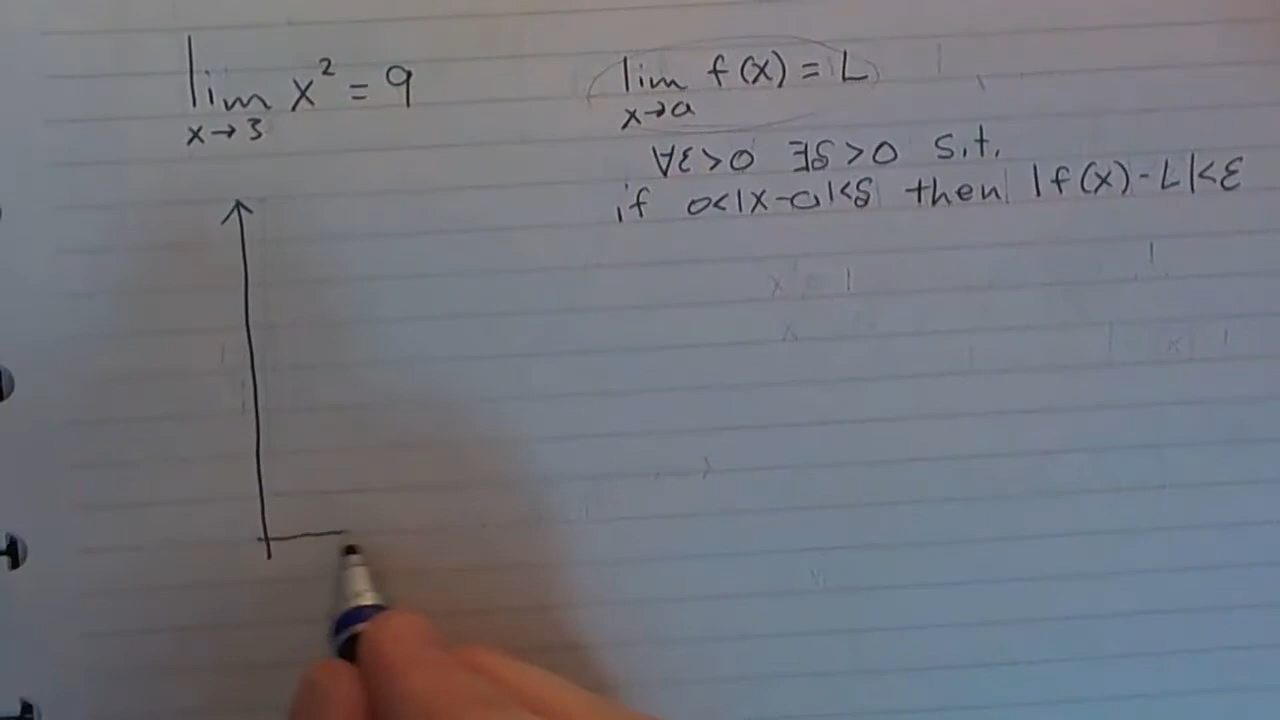 lim x² = 9
x→3
lim f(x) = L
x→a
∀ε>0 ∃δ>0 s.t.
if 0<|x-a|<δ then |f(x)-L|<ε